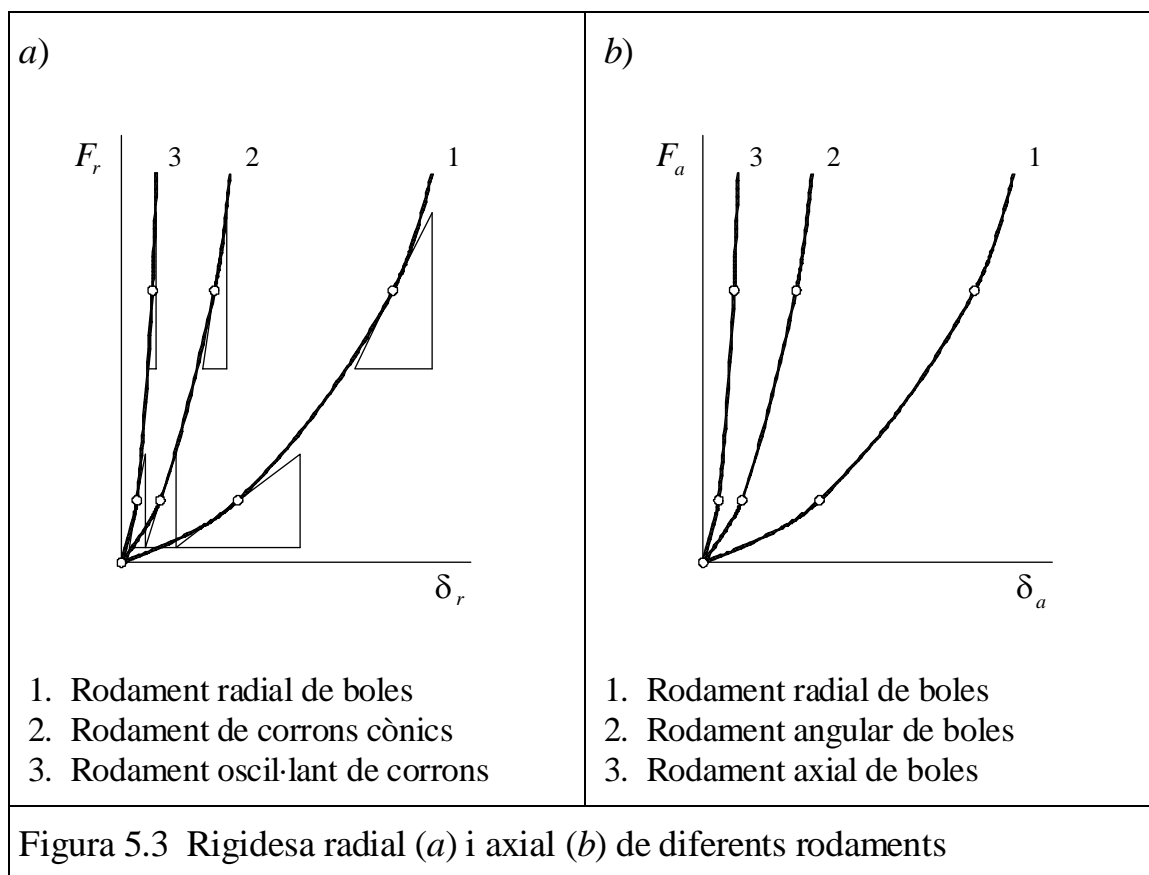 a)
F_r
3
2
1
δ_r
1. Rodament radial de boles
2. Rodament de corrons cònics
3. Rodament oscil·lant de corrons
b)
F_a
3
2
1
δ_a
1. Rodament radial de boles
2. Rodament angular de boles
3. Rodament axial de boles
Figura 5.3 Rigidesa radial (a) i axial (b) de diferents rodaments